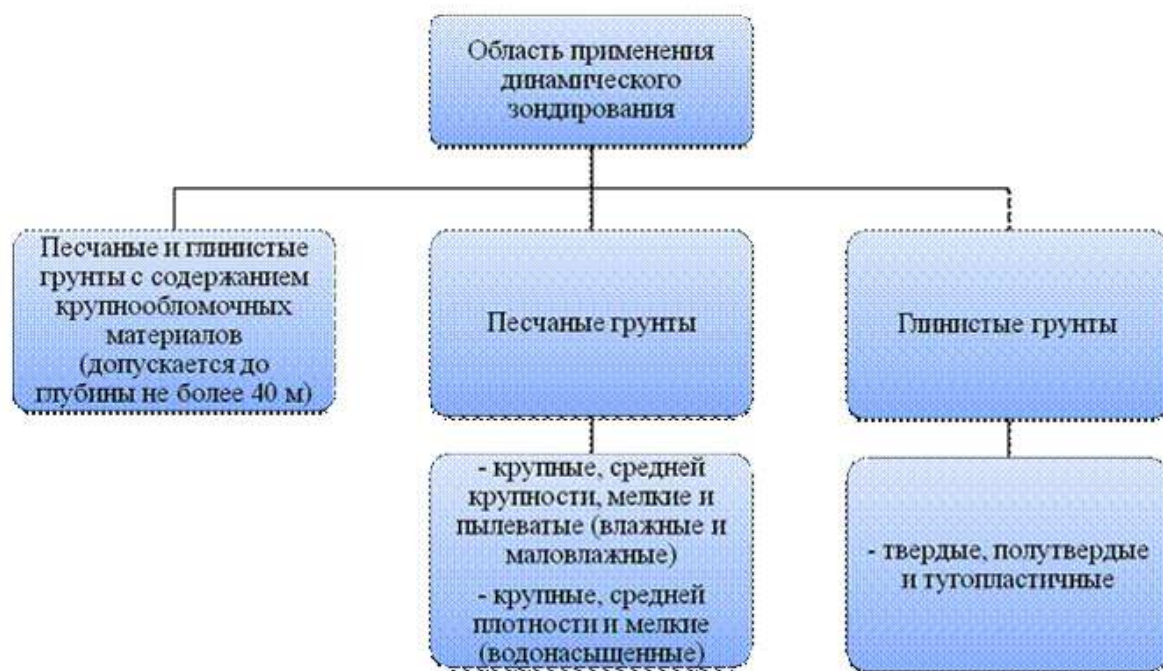 Область применения
динамического
зондирования
Песчаные и глинистые
грунты с содержанием
крупнообломочных
материалов
(допускается до
глубины не более 40 м)
Песчаные грунты
Глинистые грунты
- крупные, средней
крупности, мелкие и
пылеватые (влажные и
маловлажные)
- крупные, средней
плотности и мелкие
(водонасыщенные)
- твердые, полутвердые
и тугопластичные